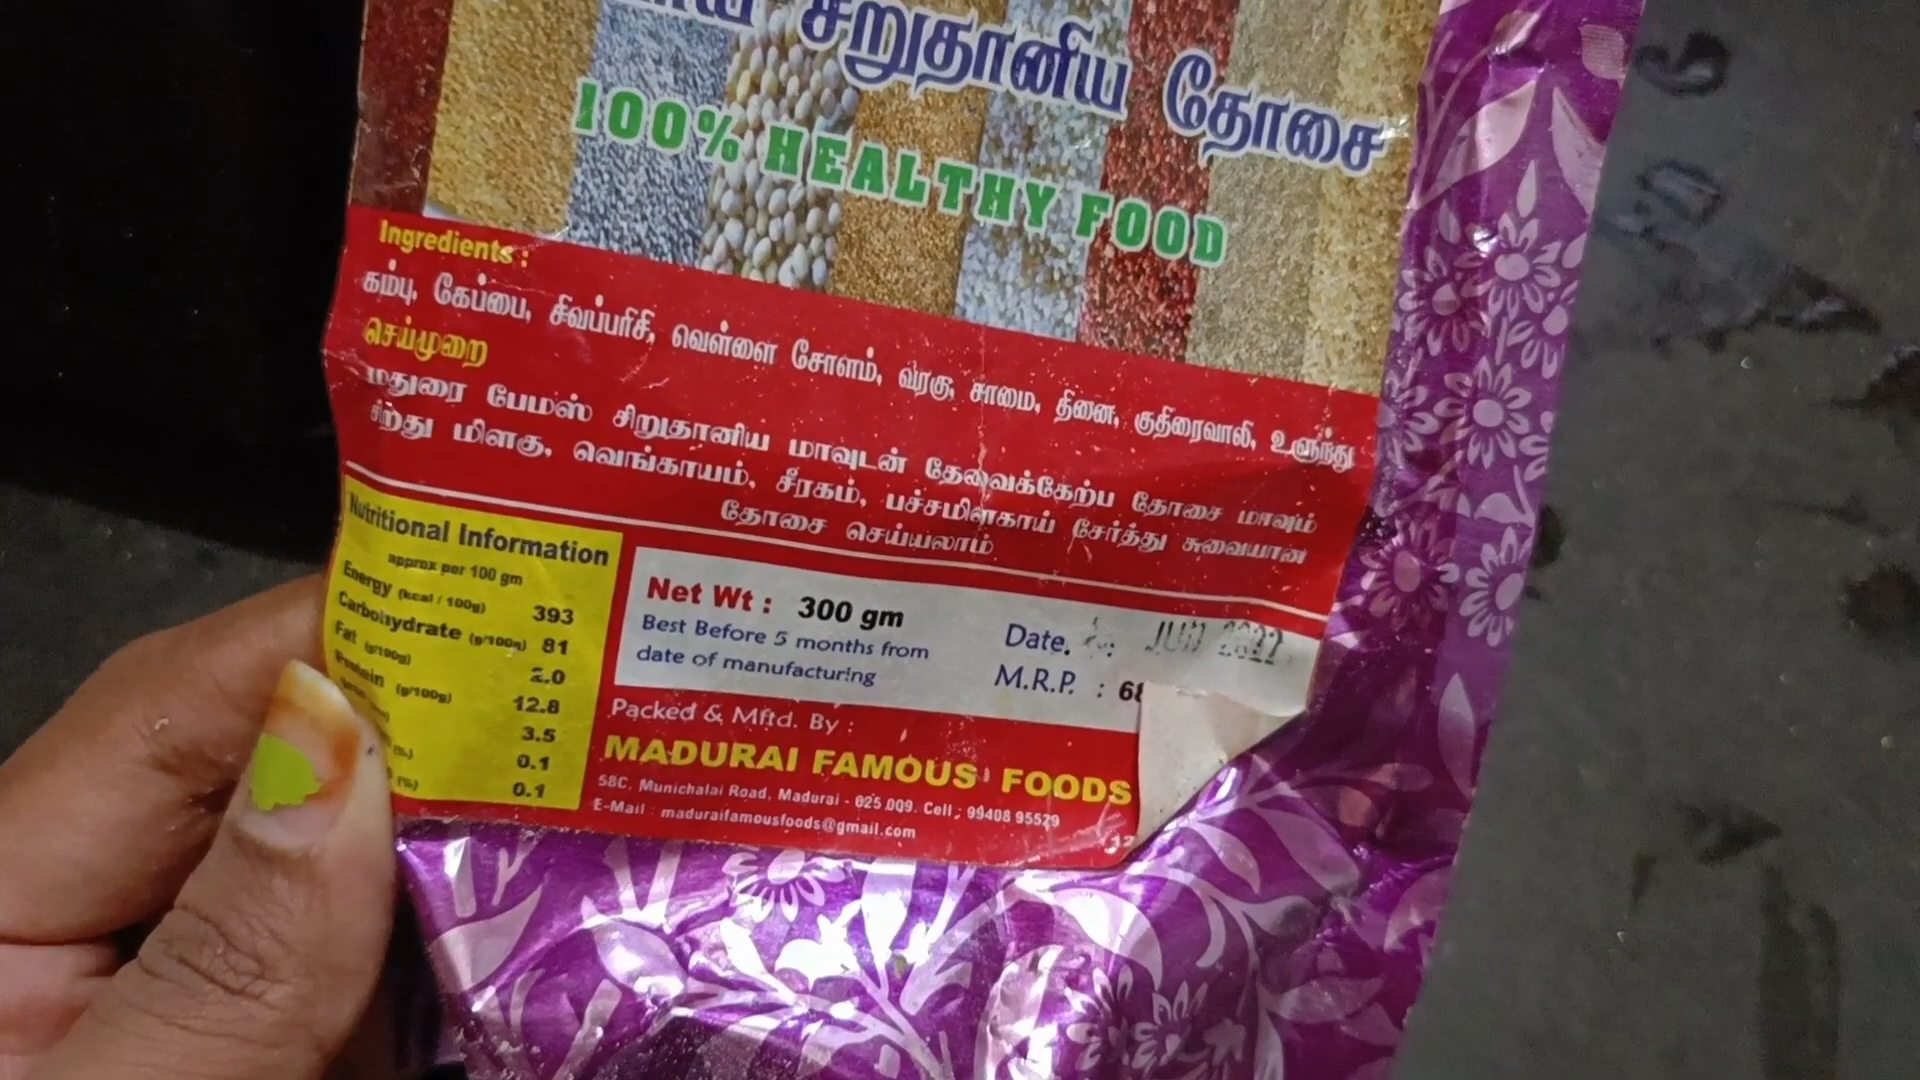 சிறுதானிய தோசை
100% HEALTHY FOOD
Ingredients :
கம்பு, கேப்பை, சிவப்பரிசி, வெள்ளை சோளம், வரகு, சாமை, தினை, குதிரைவாலி, உளுந்து
செய்முறை
மதுரை பேமஸ் சிறுதானிய மாவுடன் தேவைக்கேற்ப தோசை மாவும்
சிறிது மிளகு, வெங்காயம், சீரகம், பச்சமிளகாய் சேர்த்து சுவையான
தோசை செய்யலாம்
Nutritional Information
approx per 100 gm
Energy (kcal / 100g) 393
Carbohydrate (g/100g) 81
Fat (g/100g) 2.0
Protein (g/100g) 12.8
3.5
(%) 0.1
(%) 0.1
Net Wt : 300 gm
Best Before 5 months from
date of manufacturing
Date. JUN 2022
M.R.P. : 68
Packed & Mftd. By :
MADURAI FAMOUS FOODS
58C, Munichalai Road, Madurai - 625 009. Cell : 99408 95529
E-Mail : maduraifamousfoods@gmail.com